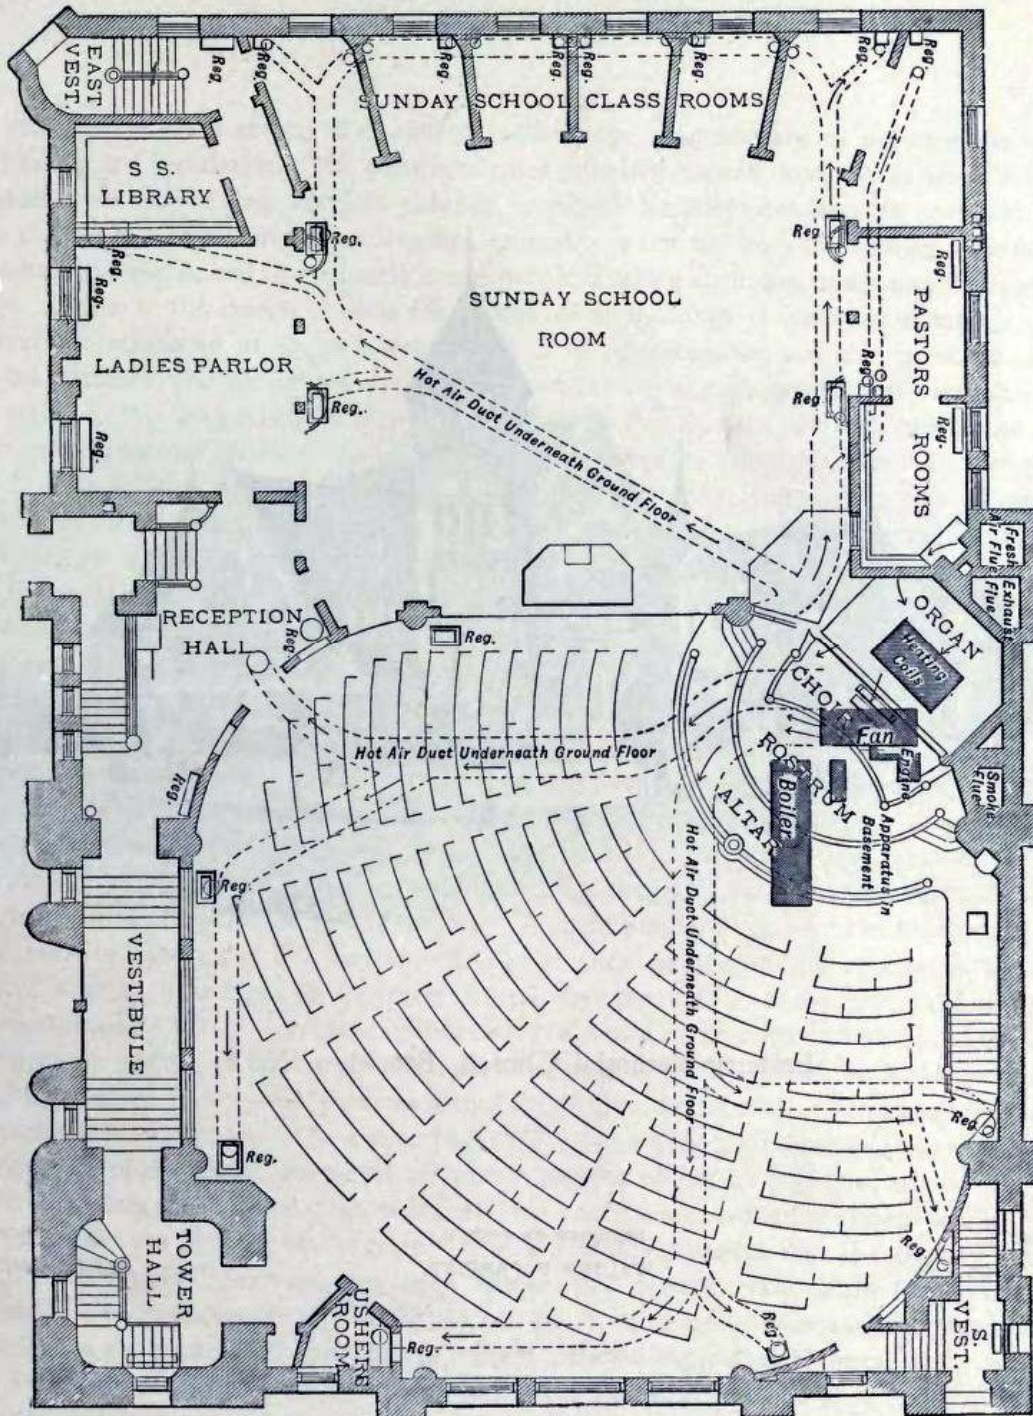 EAST
VEST.
Reg.
Reg.
Reg.
Reg.
Reg.
Reg.
Reg.
Reg.
SUNDAY SCHOOL CLASS ROOMS
S S.
LIBRARY
Reg.
Reg.
Reg.
Reg.
SUNDAY SCHOOL
ROOM
PASTORS ROOMS
LADIES PARLOR
Hot Air Duct Underneath Ground Floor
Reg.
Reg
Reg.
Reg.
Reg.
Fresh
Air Flue
Exhaust
Flue
RECEPTION
HALL
Reg
Reg.
ORGAN
Heating
Coils
CHOIR
Fan
Hot Air Duct Underneath Ground Floor
ROSTRUM
Engine
Smoke
Flue
Reg.
ALTAR
Boiler
Apparatus in
Basement
Reg.
Hot Air Duct Underneath Ground Floor
VESTIBULE
Reg.
Reg.
TOWER
HALL
Reg.
USHERS
ROOM
Reg.
Reg
S.
VEST.